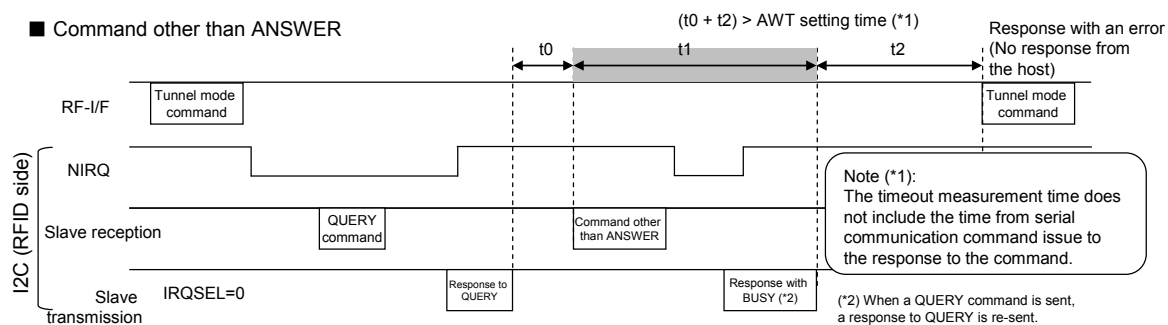 ■ Command other than ANSWER
(t0 + t2) > AWT setting time (*1)
Response with an error
(No response from
the host)
t0
t1
t2
RF-I/F
Tunnel mode
command
Tunnel mode
command
I2C (RFID side)
NIRQ
Note (*1):
The timeout measurement time does
not include the time from serial
communication command issue to
the response to the command.
Slave reception
QUERY
command
Command other
than ANSWER
Slave
transmission
IRQSEL=0
Response to
QUERY
Response with
BUSY (*2)
(*2) When a QUERY command is sent,
a response to QUERY is re-sent.